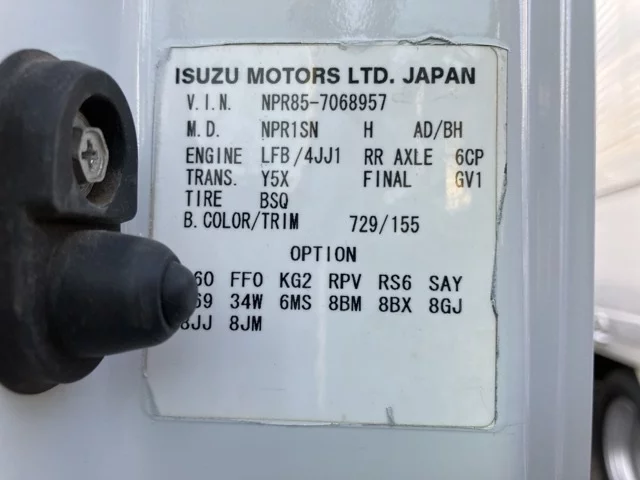 ISUZU MOTORS LTD. JAPAN
V.I.N. NPR85-7068957
M.D. NPR1SN H AD/BH
ENGINE LFB/4JJ1 RR AXLE 6CP
TRANS. Y5X FINAL GV1
TIRE BSQ
B.COLOR/TRIM 729/155
OPTION
FF0 KG2 RPV RS6 SAY
34W 6MS 8BM 8BX 8GJ
8JJ 8JM